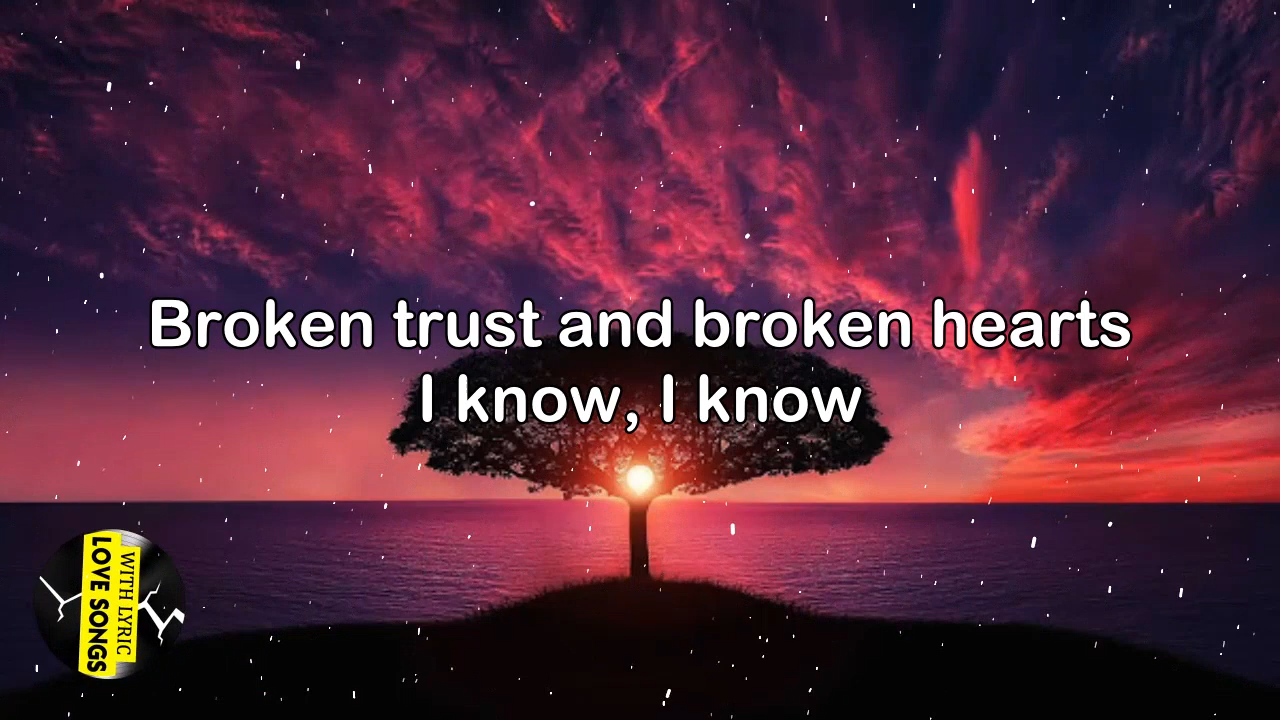 Broken trust and broken hearts
I know, I know
WITH LYRIC
LOVE SONGS